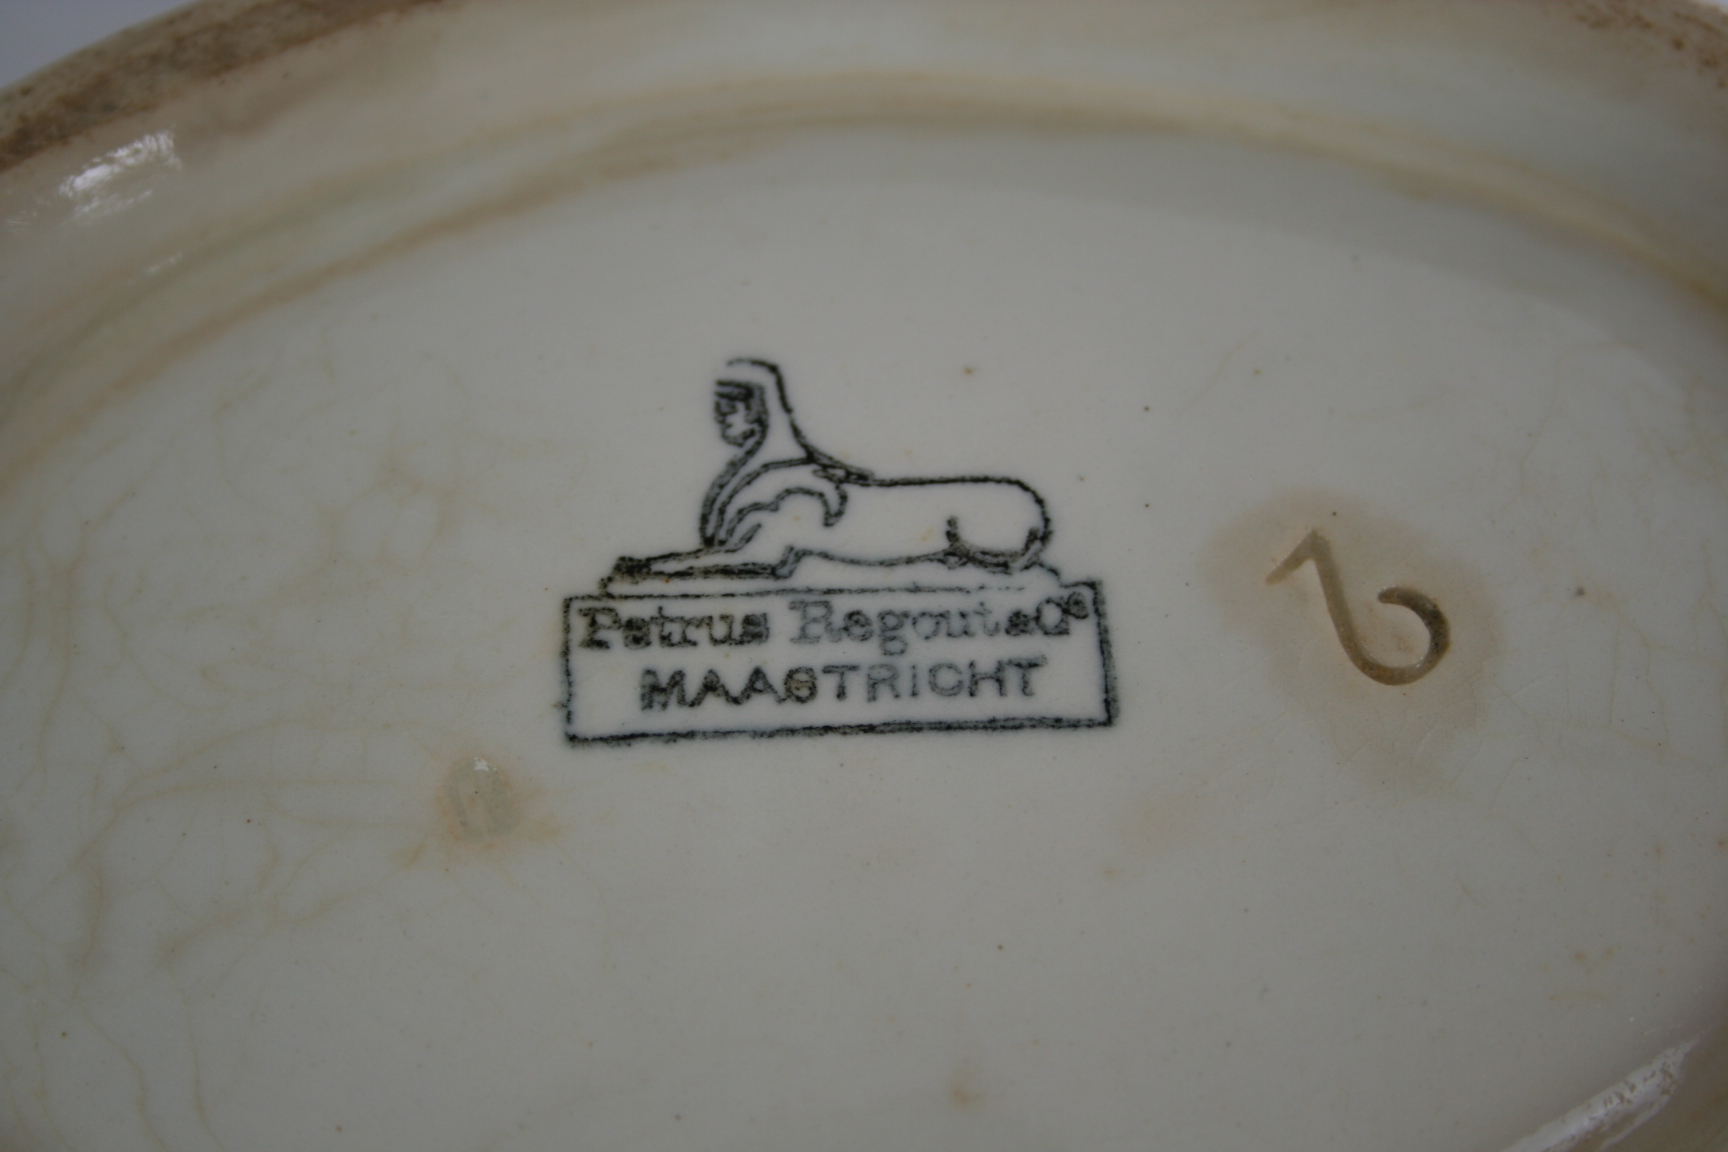 Petrus Regout & Co
MAASTRICHT